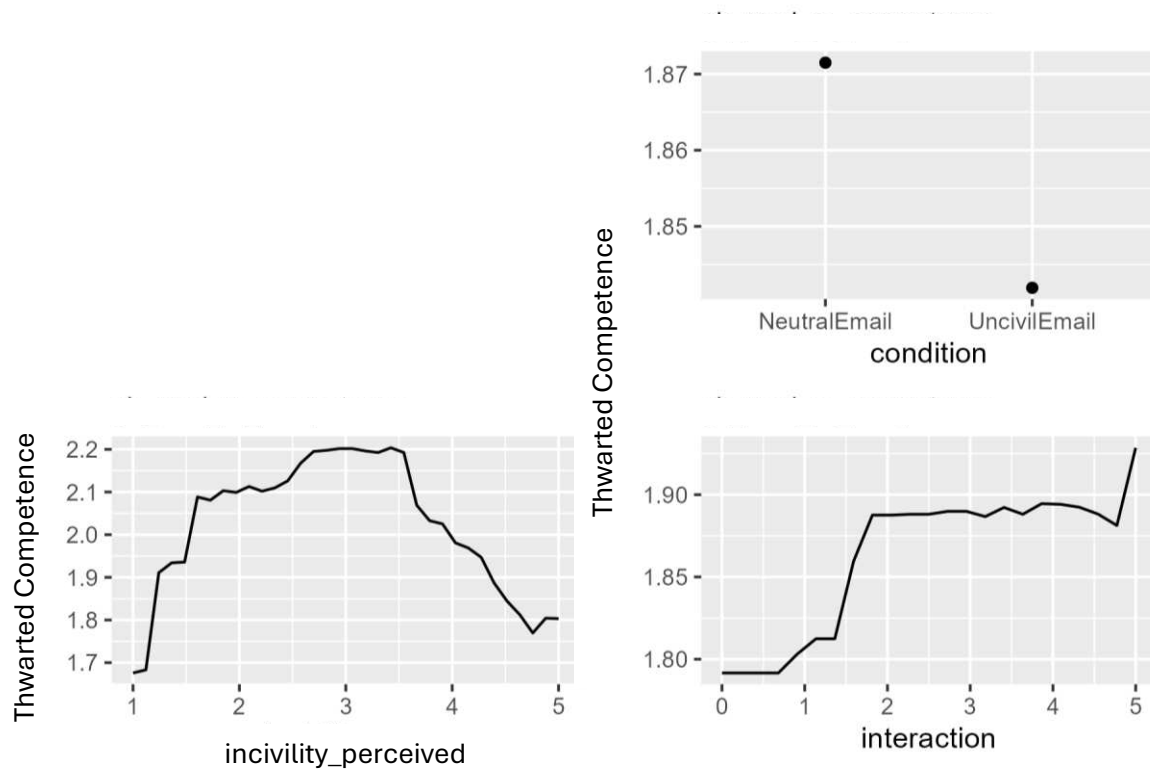 1.87
1.86
1.85
NeutralEmail UncivilEmail
condition
Thwarted Competence
2.2
2.1
2.0
1.9
1.8
1.7
1 2 3 4 5
incivility_perceived
Thwarted Competence
1.90
1.85
1.80
0 1 2 3 4 5
interaction